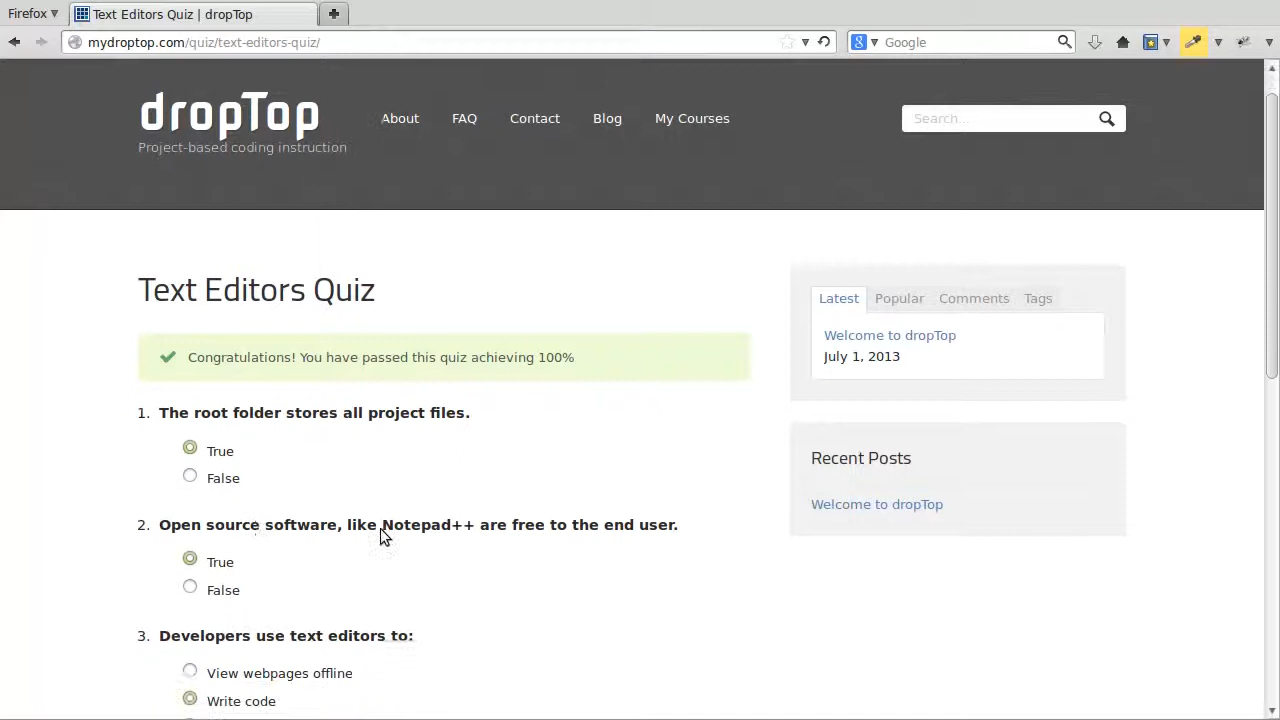 Firefox
Text Editors Quiz | dropTop
mydroptop.com/quiz/text-editors-quiz/
Google
dropTop
Project-based coding instruction
About
FAQ
Contact
Blog
My Courses
Search...
Text Editors Quiz
Congratulations! You have passed this quiz achieving 100%
1. The root folder stores all project files.
True
False
2. Open source software, like Notepad++ are free to the end user.
True
False
3. Developers use text editors to:
View webpages offline
Write code
Latest
Popular
Comments
Tags
Welcome to dropTop
July 1, 2013
Recent Posts
Welcome to dropTop